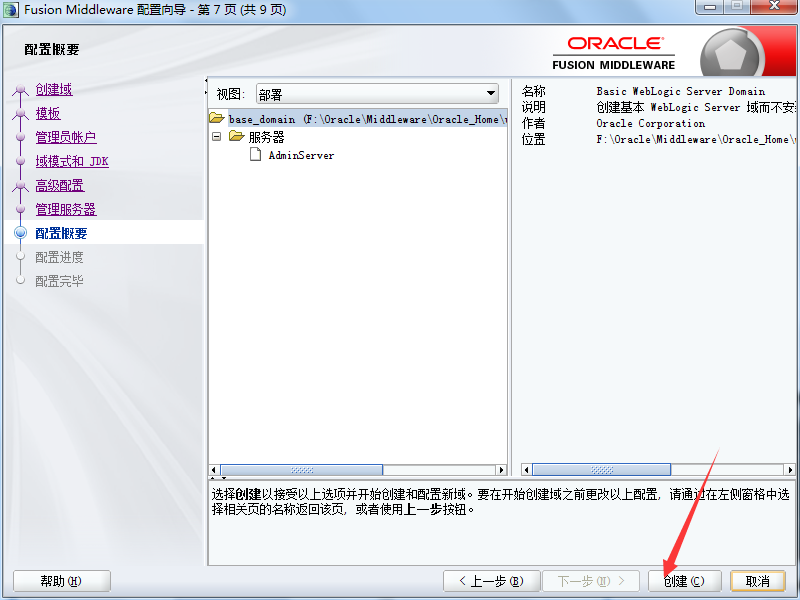 Fusion Middleware 配置向导 - 第 7 页 (共 9 页)
配置概要
ORACLE
FUSION MIDDLEWARE
创建域
模板
管理员帐户
域模式和 JDK
高级配置
管理服务器
配置概要
配置进度
配置完毕
视图: 部署
base_domain (F:\Oracle\Middleware\Oracle_Home\
服务器
AdminServer
名称 Basic WebLogic Server Domain
说明 创建基本 WebLogic Server 域而不安
作者 Oracle Corporation
位置 F:\Oracle\Middleware\Oracle_Home\
选择创建以接受以上选项并开始创建和配置新域。要在开始创建域之前更改以上配置, 请通过在左侧窗格中选
择相关页的名称返回该页, 或者使用上一步按钮。
帮助(H) < 上一步(B) 下一步(N) > 创建(C) 取消